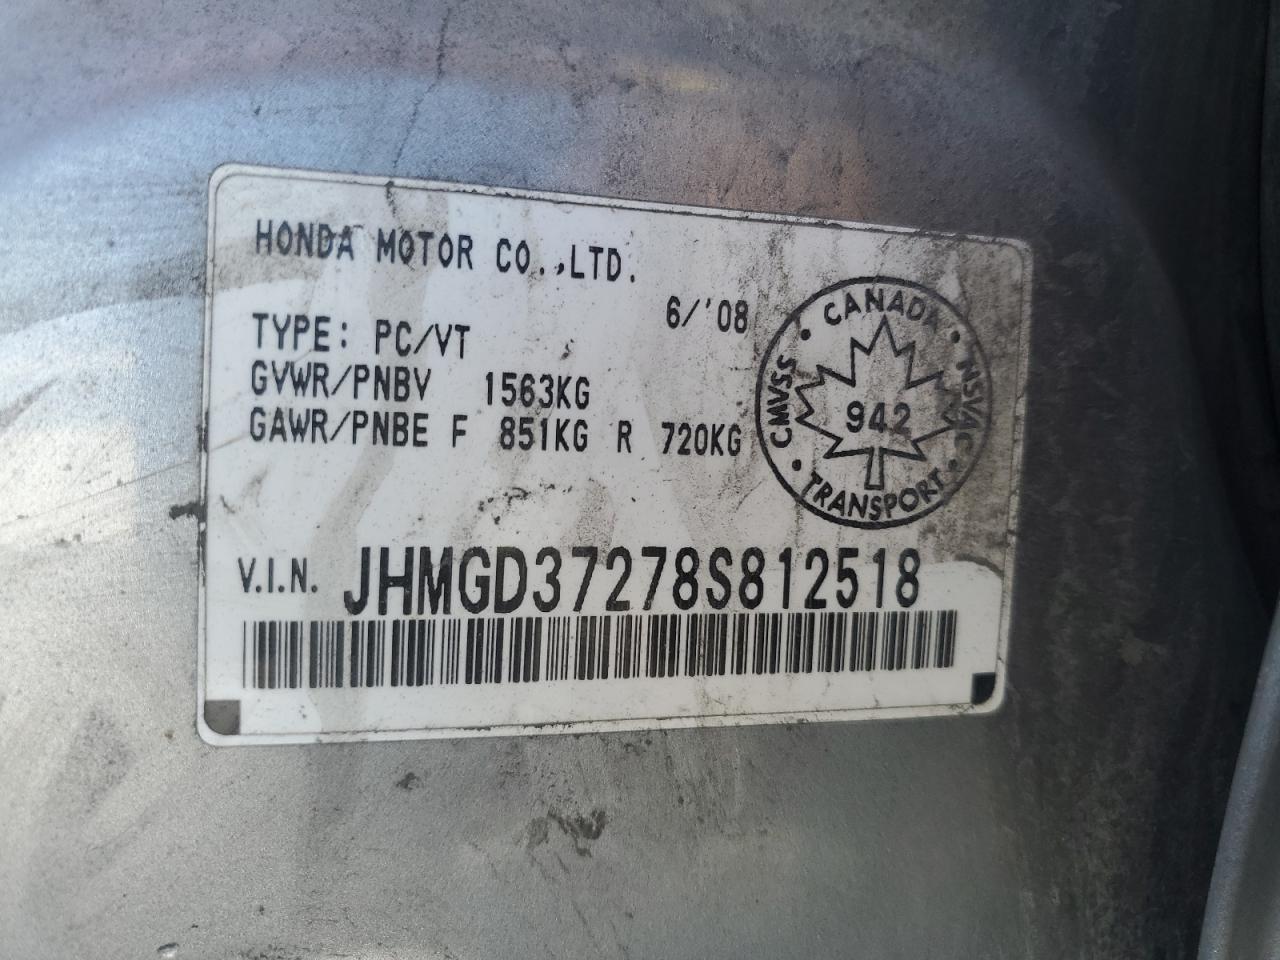 HONDA MOTOR CO.,LTD.
6/'08
TYPE: PC/VT
GVWR/PNBV 1563KG
GAWR/PNBE F 851KG R 720KG
CANADA
CMVSS
942
NSVAC
TRANSPORT
V.I.N. JHMGD37278S812518